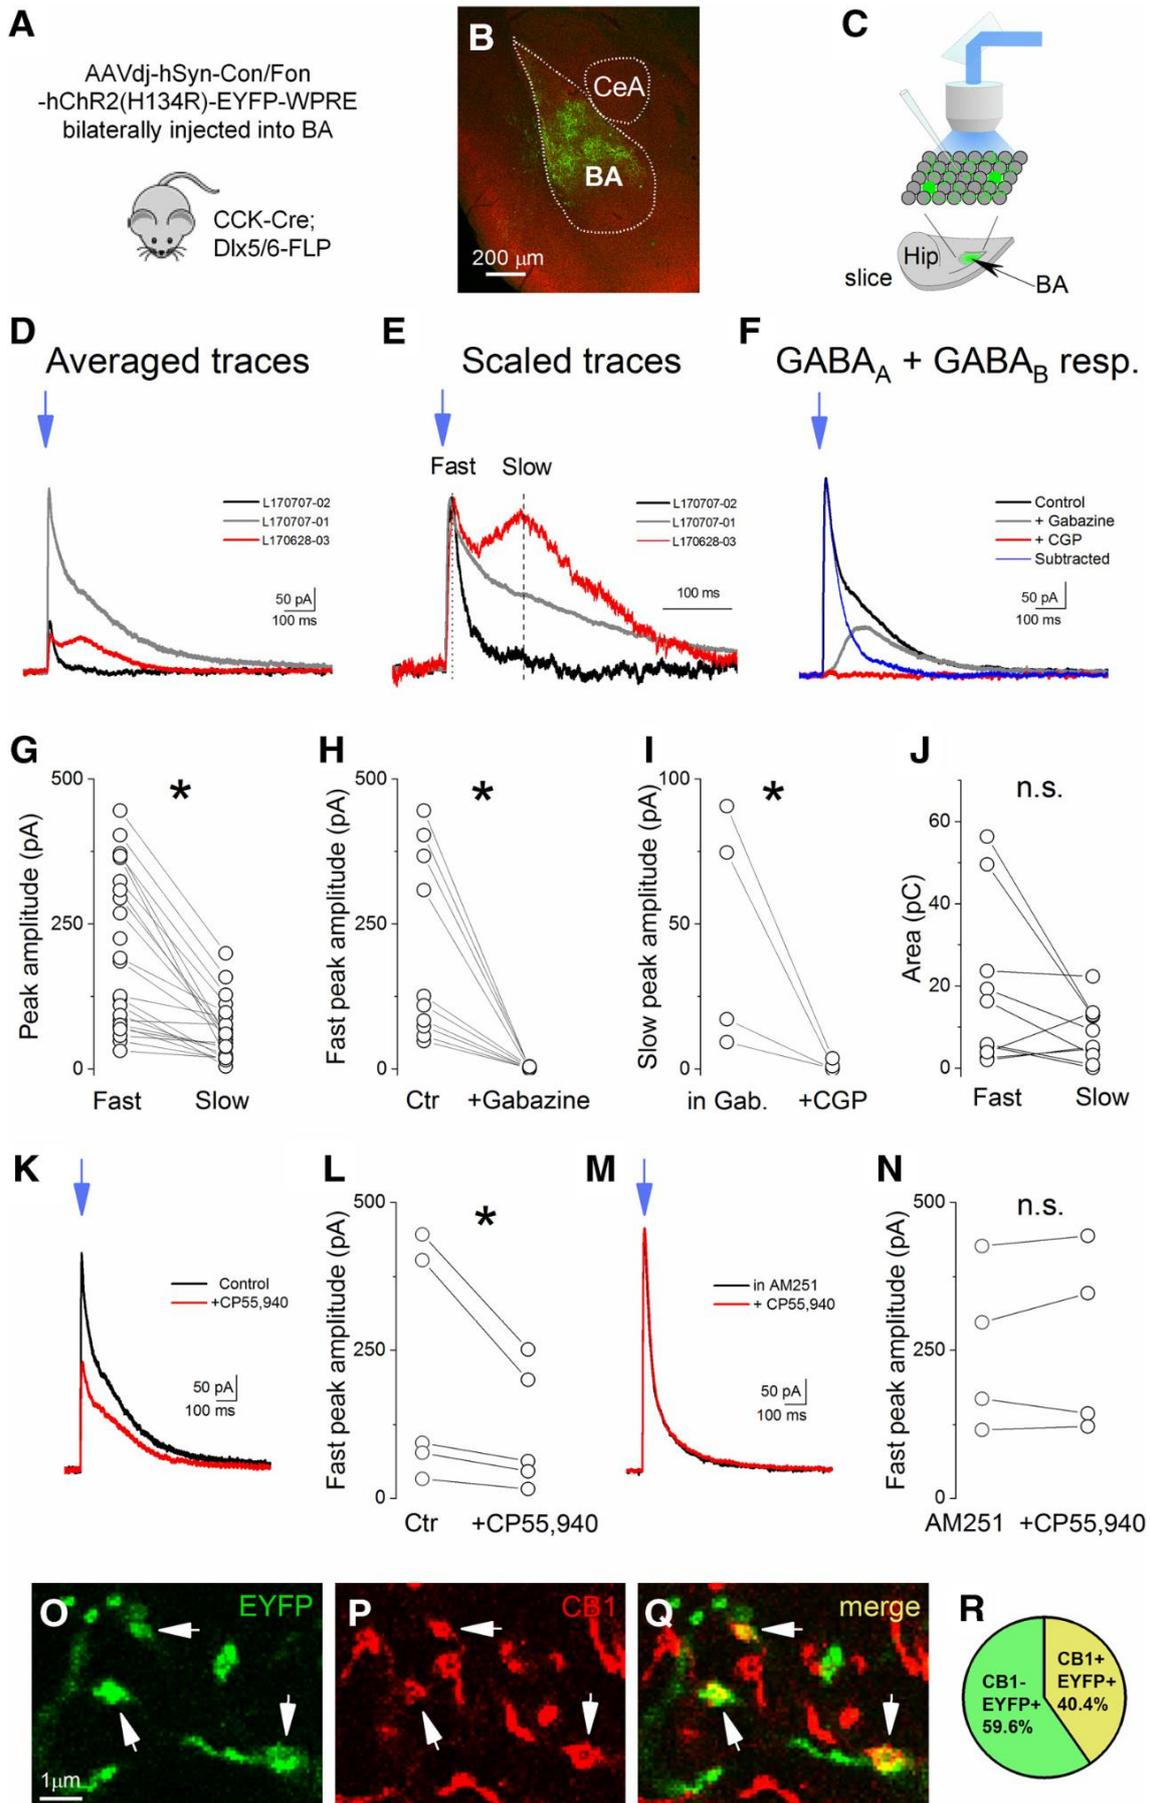 A
AAVdj-hSyn-Con/Fon
-hChR2(H134R)-EYFP-WPRE
bilaterally injected into BA
CCK-Cre;
Dlx5/6-FLP
B
CeA
BA
200 µm
C
Hip
slice
BA
D
Averaged traces
L170707-02
L170707-01
L170628-03
50 pA
100 ms
E
Scaled traces
Fast Slow
L170707-02
L170707-01
L170628-03
100 ms
F
GABAA + GABAB resp.
Control
+ Gabazine
+ CGP
Subtracted
50 pA
100 ms
G
Peak amplitude (pA)
500
250
0
*
Fast Slow
H
Fast peak amplitude (pA)
500
250
0
*
Ctr +Gabazine
I
Slow peak amplitude (pA)
100
50
0
*
in Gab. +CGP
J
Area (pC)
60
40
20
0
n.s.
Fast Slow
K
Control
+CP55,940
50 pA
100 ms
L
Fast peak amplitude (pA)
500
250
0
*
Ctr +CP55,940
M
in AM251
+ CP55,940
50 pA
100 ms
N
Fast peak amplitude (pA)
500
250
0
n.s.
AM251 +CP55,940
O
EYFP
1µm
P
CB1
Q
merge
R
CB1-
EYFP+
59.6%
CB1+
EYFP+
40.4%